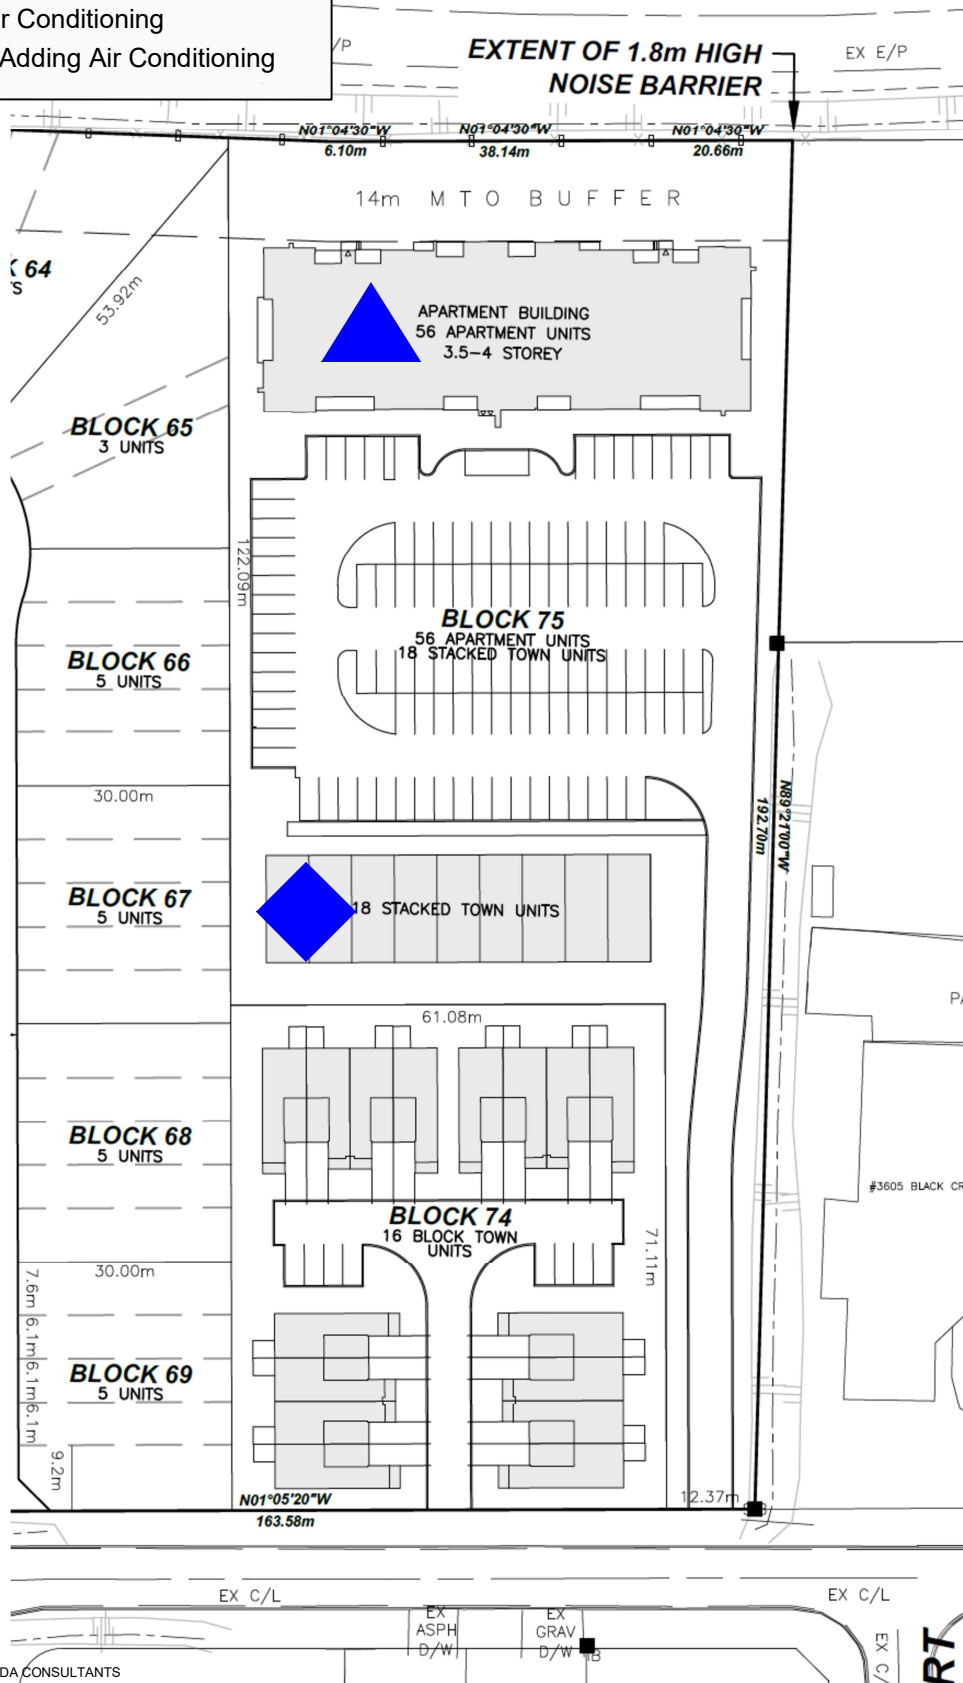 r Conditioning
Adding Air Conditioning
/P
EXTENT OF 1.8m HIGH
NOISE BARRIER
EX E/P
N01°04'30"W
6.10m
N01°04'30"W
38.14m
N01°04'30"W
20.66m
14m MTO BUFFER
K 64
'S
53.92m
APARTMENT BUILDING
56 APARTMENT UNITS
3.5-4 STOREY
BLOCK 65
3 UNITS
122.09m
BLOCK 75
56 APARTMENT UNITS
18 STACKED TOWN UNITS
BLOCK 66
5 UNITS
30.00m
N89°21'00"W
192.70m
BLOCK 67
5 UNITS
18 STACKED TOWN UNITS
PA
61.08m
BLOCK 68
5 UNITS
#3605 BLACK CR
BLOCK 74
16 BLOCK TOWN
UNITS
71.11m
30.00m
7.6m
6.1m
6.1m
6.1m
BLOCK 69
5 UNITS
9.2m
N01°05'20"W
163.58m
12.37m
EX C/L
EX C/L
EX
ASPH
D/W
EX
GRAV
D/W
IB
EX C/
RT
DA CONSULTANTS